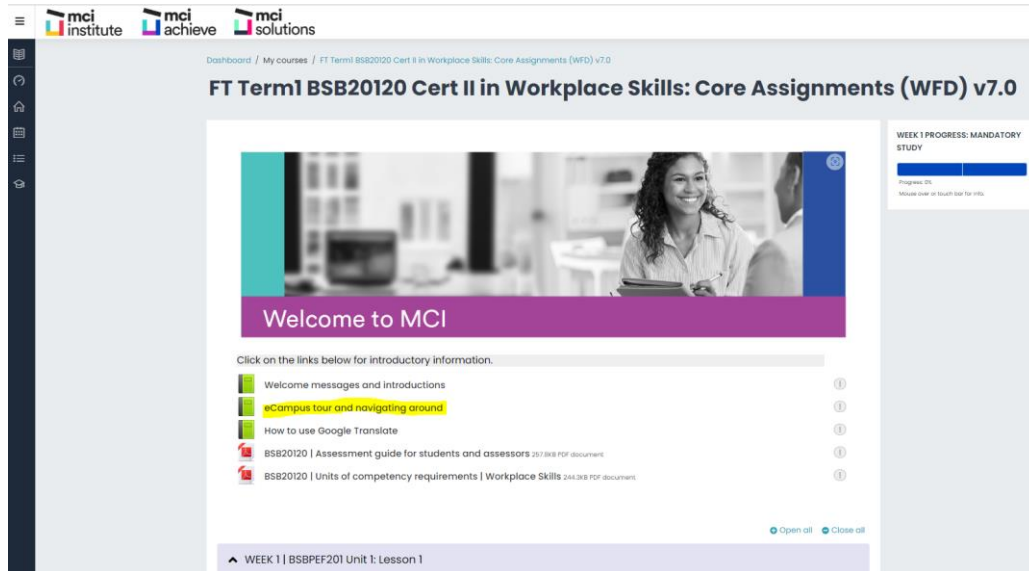 mci institute
mci achieve
mci solutions
Dashboard / My courses / FT Term1 BSB20120 Cert II in Workplace Skills: Core Assignments (WFD) v7.0
FT Term1 BSB20120 Cert II in Workplace Skills: Core Assignments (WFD) v7.0
WEEK 1 PROGRESS: MANDATORY
STUDY
Progress: 0%
Mouse over or touch bar for info.
Welcome to MCI
Click on the links below for introductory information.
Welcome messages and introductions
eCampus tour and navigating around
How to use Google Translate
BSB20120 | Assessment guide for students and assessors 257.8KB PDF document
BSB20120 | Units of competency requirements | Workplace Skills 244.3KB PDF document
Open all Close all
WEEK 1 | BSBPEF201 Unit 1: Lesson 1